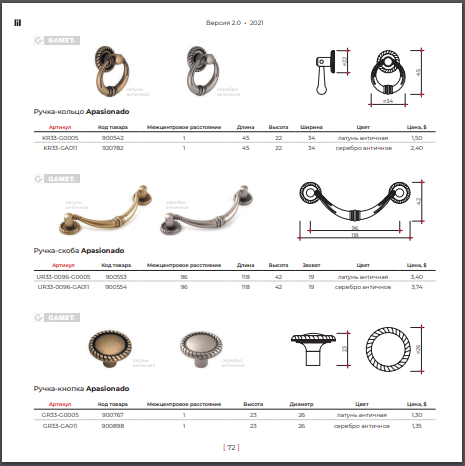 Версия 2.0 • 2021
GAMET.
латунь
античная
серебро
античное
22
45
34
Ручка-кольцо Apasionado
Артикул Код товара Межцентровое расстояние Длина Высота Ширина Цвет Цена, $
KR33-G0005 900542 1 45 22 34 латунь античная 1,50
KR33-GA011 920782 1 45 22 34 серебро античное 2,40
GAMET.
латунь
античная
серебро
античное
42
96
118
Ручка-скоба Apasionado
Артикул Код товара Межцентровое расстояние Длина Высота Захват Цвет Цена, $
UR33-0096-G0005 900553 96 118 42 19 латунь античная 3,40
UR33-0096-GA011 900554 96 118 42 19 серебро античное 3,74
GAMET.
латунь
античная
серебро
античное
23
⌀26
Ручка-кнопка Apasionado
Артикул Код товара Межцентровое расстояние Высота Диаметр Цвет Цена, $
GR33-G0005 900767 1 23 26 латунь античная 1,30
GR33-GA011 900898 1 23 26 серебро античное 1,35
[ 72 ]